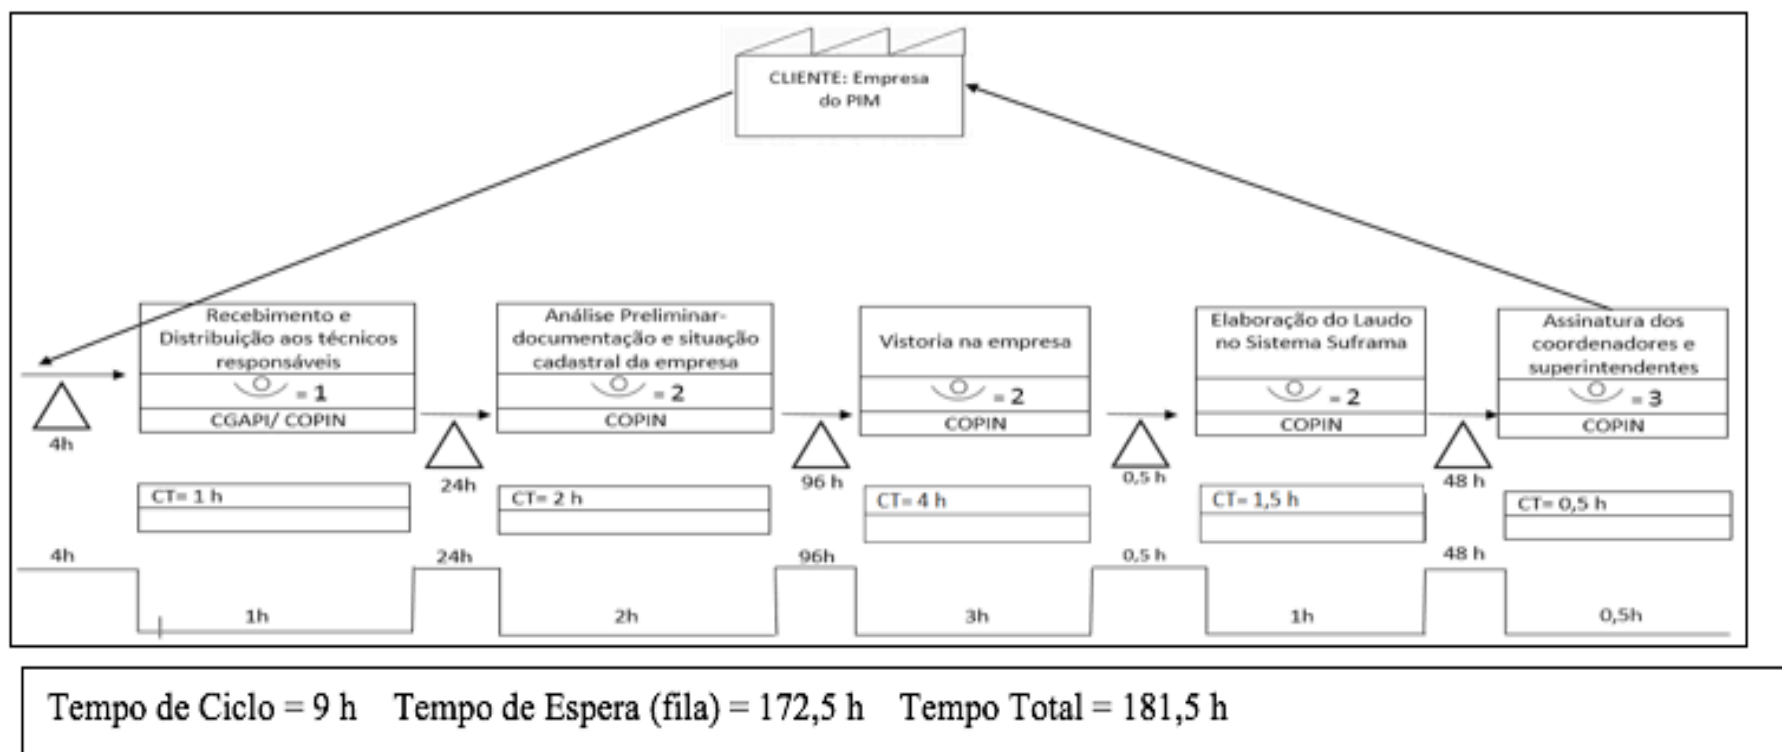 CLIENTE: Empresa
do PIM
Recebimento e
Distribuição aos técnicos
responsáveis
= 1
CGAPI/ COPIN
Análise Preliminar-
documentação e situação
cadastral da empresa
= 2
COPIN
Vistoria na empresa
= 2
COPIN
Elaboração do Laudo
no Sistema Suframa
= 2
COPIN
Assinatura dos
coordenadores e
superintendentes
= 3
COPIN
4h
24h
96 h
0,5 h
48 h
CT= 1 h
CT= 2 h
CT= 4 h
CT= 1,5 h
CT= 0,5 h
4h
24h
96h
0,5 h
48 h
1h
2h
3h
1h
0,5h
Tempo de Ciclo = 9 h Tempo de Espera (fila) = 172,5 h Tempo Total = 181,5 h